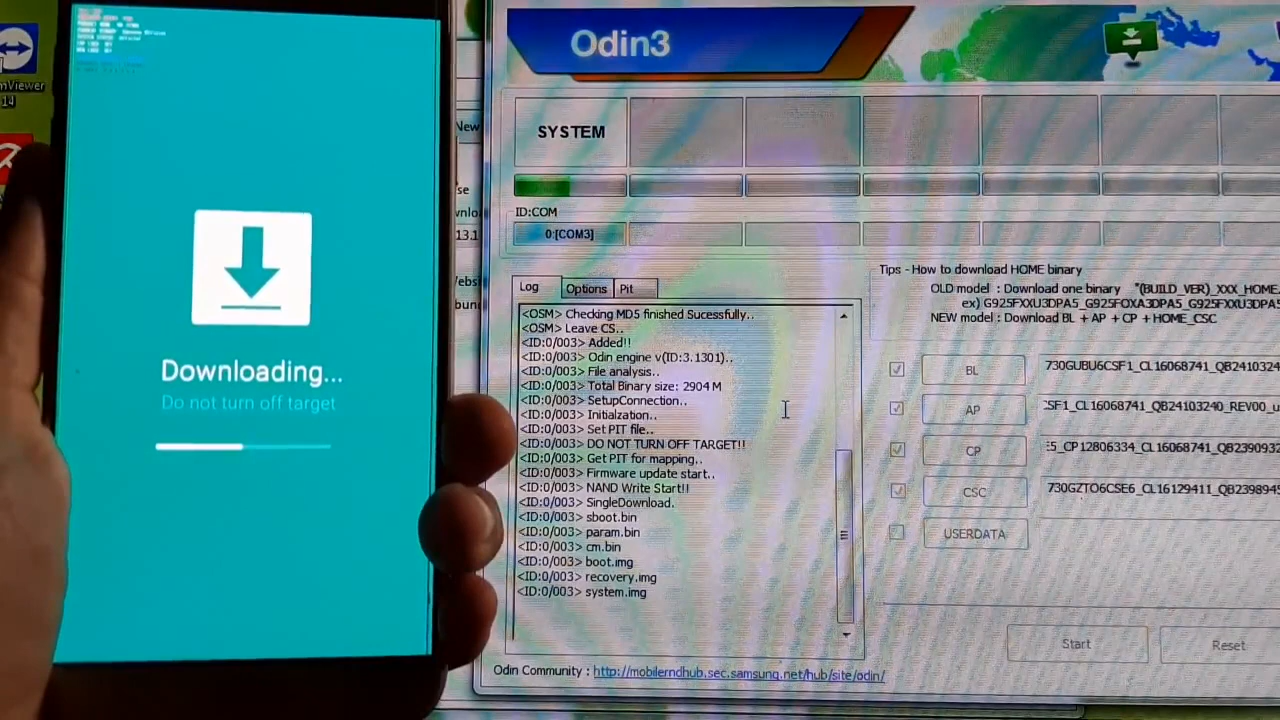 mViewer
14
Downloading...
Do not turn off target
New
Odin3
SYSTEM
ID:COM
0:[COM3]
Log
Options
Pit
<OSM> Checking MD5 finished Sucessfully..
<OSM> Leave CS..
<ID:0/003> Added!!
<ID:0/003> Odin engine v(ID:3.1301)..
<ID:0/003> File analysis..
<ID:0/003> Total Binary size: 2904 M
<ID:0/003> SetupConnection..
<ID:0/003> Initialzation..
<ID:0/003> Set PIT file..
<ID:0/003> DO NOT TURN OFF TARGET!!
<ID:0/003> Get PIT for mapping..
<ID:0/003> Firmware update start..
<ID:0/003> NAND Write Start!!
<ID:0/003> SingleDownload.
<ID:0/003> sboot.bin
<ID:0/003> param.bin
<ID:0/003> cm.bin
<ID:0/003> boot.img
<ID:0/003> recovery.img
<ID:0/003> system.img
Tips - How to download HOME binary
OLD model : Download one binary "(BUILD_VER)_XXX_HOME.
ex) G925FXXU3DPA5_G925FOXA3DPA5_G925FXXU3DPA
NEW model : Download BL + AP + CP + HOME_CSC
BL
730GUBU6CSF1_CL16068741_QB2410324
AP
CSF1_CL16068741_QB24103240_REV00_u
CP
E5_CP12806334_CL16068741_QB2390932
CSC
730GZTO6CSE6_CL16129411_QB2398945
USERDATA
Start
Reset
Odin Community : http://mobilerndhub.sec.samsung.net/hub/site/odin/